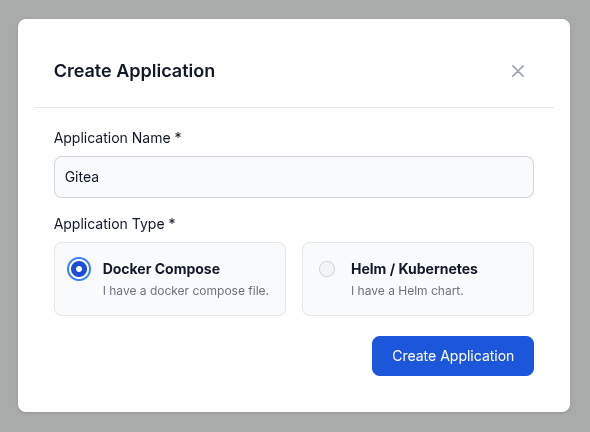 Create Application
Application Name *
Gitea
Application Type *
Docker Compose
I have a docker compose file.
Helm / Kubernetes
I have a Helm chart.
Create Application